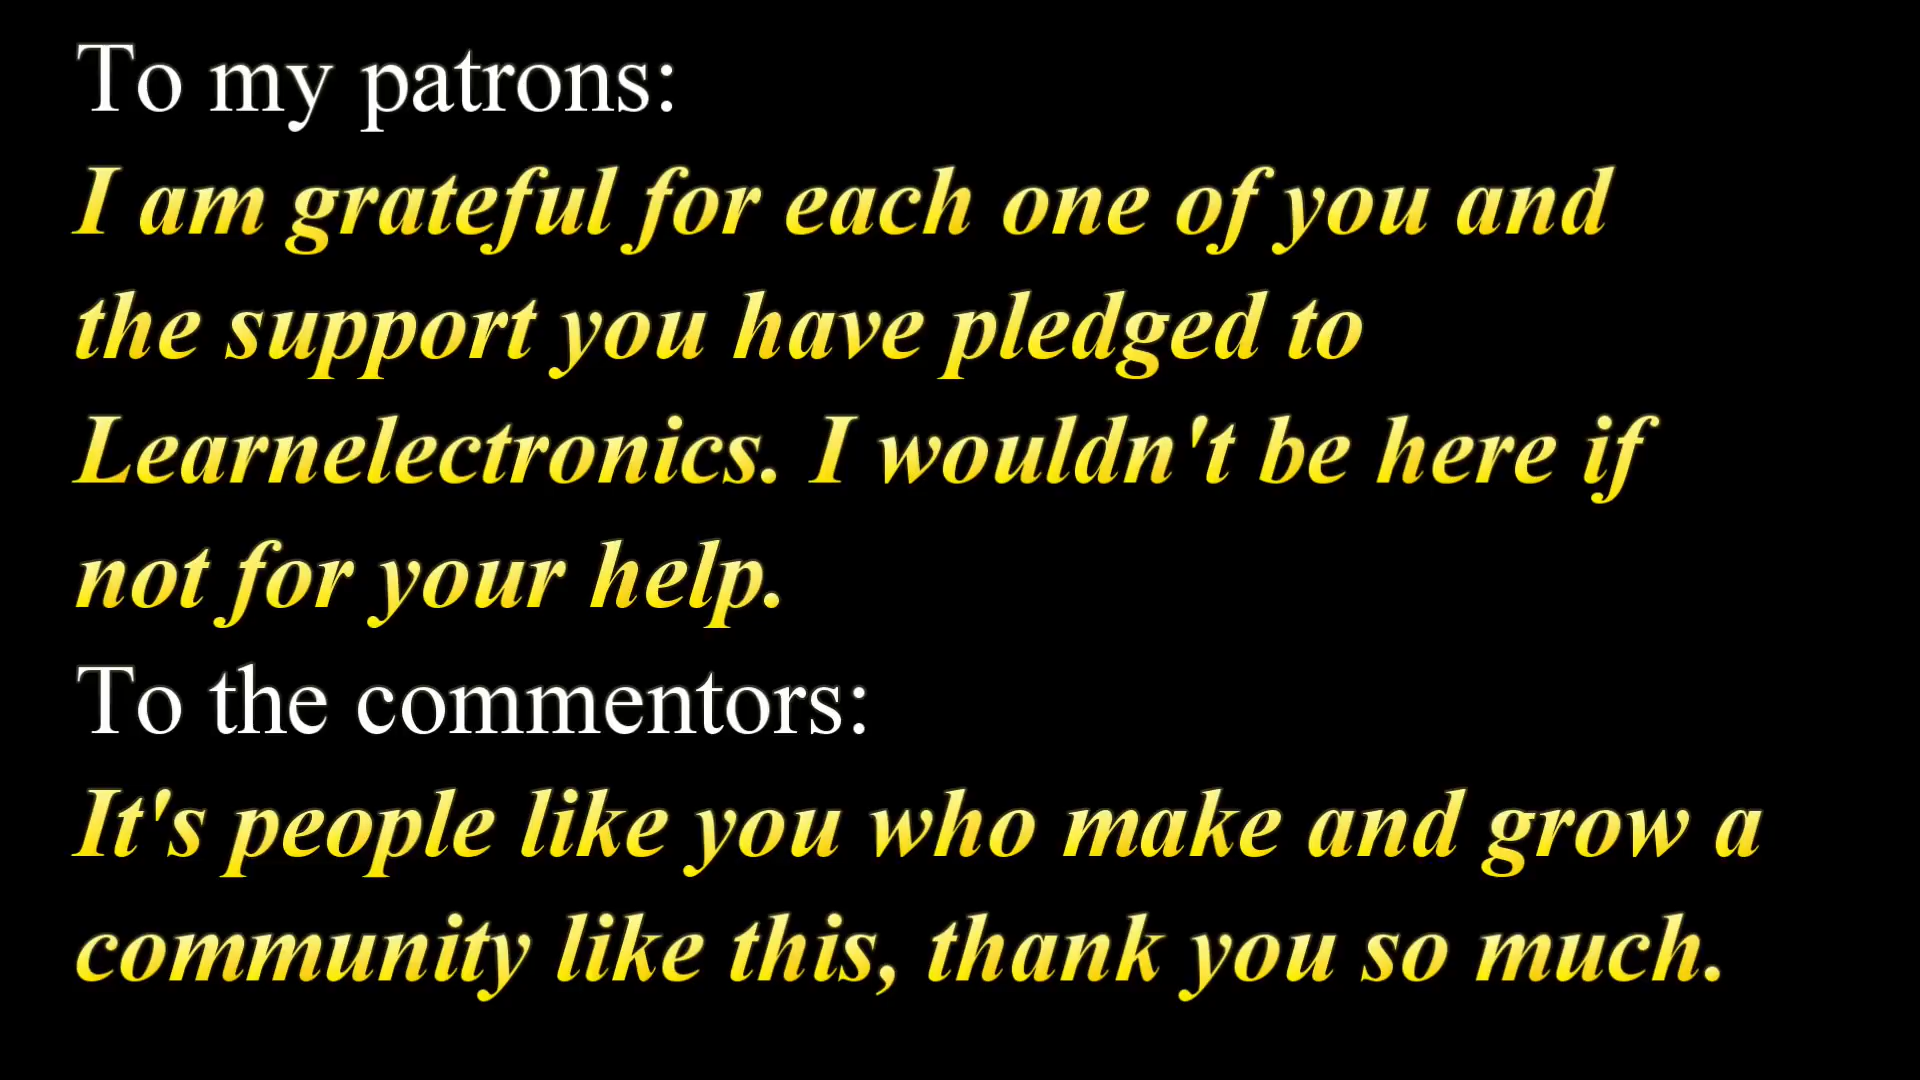 To my patrons:
I am grateful for each one of you and
the support you have pledged to
Learnelectronics. I wouldn't be here if
not for your help.
To the commentors:
It's people like you who make and grow a
community like this, thank you so much.